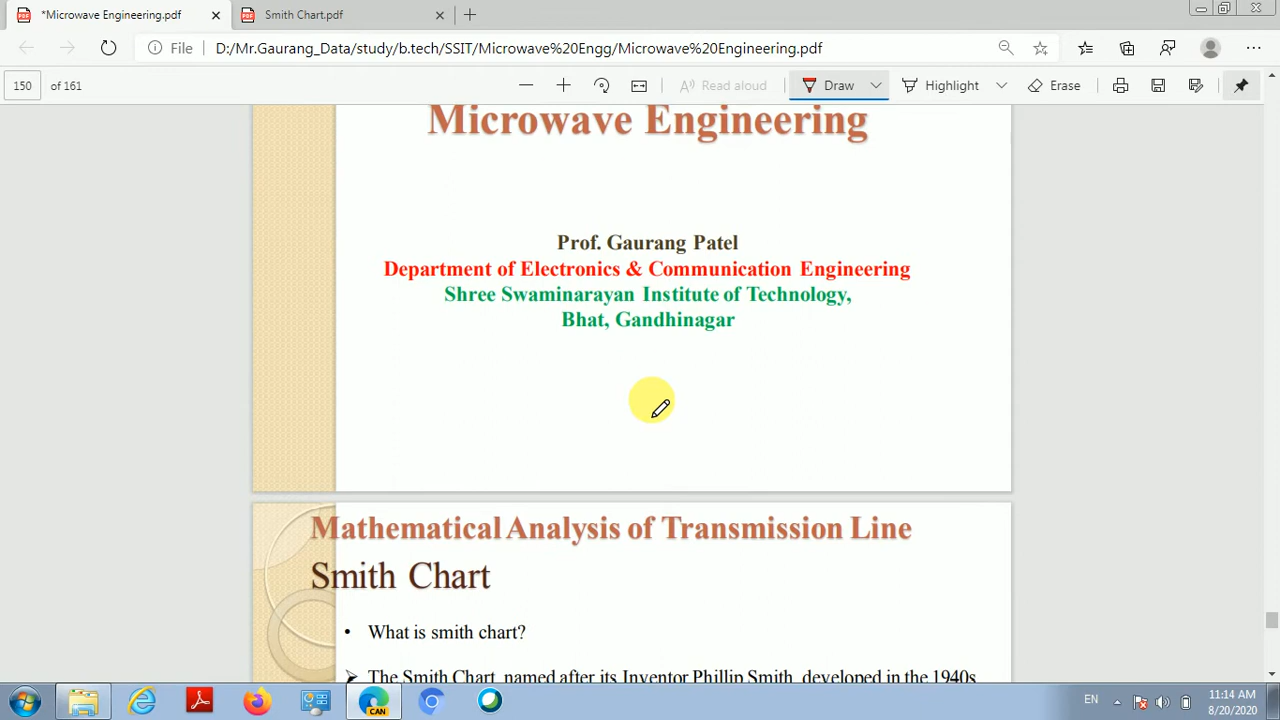 *Microwave Engineering.pdf
Smith Chart.pdf
File
D:/Mr.Gaurang_Data/study/b.tech/SSIT/Microwave%20Engg/Microwave%20Engineering.pdf
150 of 161
Read aloud
Draw
Highlight
Erase
Microwave Engineering
Prof. Gaurang Patel
Department of Electronics & Communication Engineering
Shree Swaminarayan Institute of Technology,
Bhat, Gandhinagar
Mathematical Analysis of Transmission Line
Smith Chart
• What is smith chart?
➢ The Smith Chart, named after its Inventor Phillip Smith, developed in the 1940s
CAN
EN
11:14 AM
8/20/2020